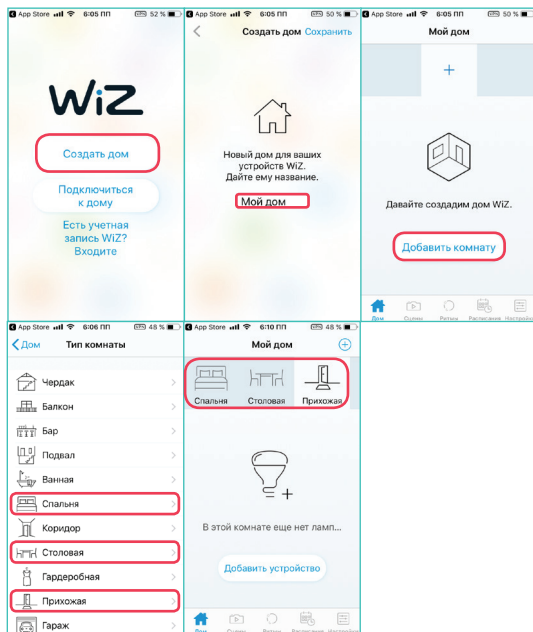 App Store 6:05 ПП 52 %
WiZ
Создать дом
Подключиться
к дому
Есть учетная
запись WiZ?
Входите
App Store 6:05 ПП 50 %
Создать дом Сохранить
Новый дом для ваших
устройств WiZ.
Дайте ему название.
Мой дом
App Store 6:05 ПП 50 %
Мой дом
+
Давайте создадим дом WiZ.
Добавить комнату
Дом Сцены Ритмы Расписания Настройки
App Store 6:06 ПП 48 %
Дом Тип комнаты
Чердак
Балкон
Бар
Подвал
Ванная
Спальня
Коридор
Столовая
Гардеробная
Прихожая
Гараж
App Store 6:10 ПП 48 %
Мой дом
Спальня Столовая Прихожая
В этой комнате еще нет ламп...
Добавить устройство
Дом Сцены Ритмы Расписания Настройки